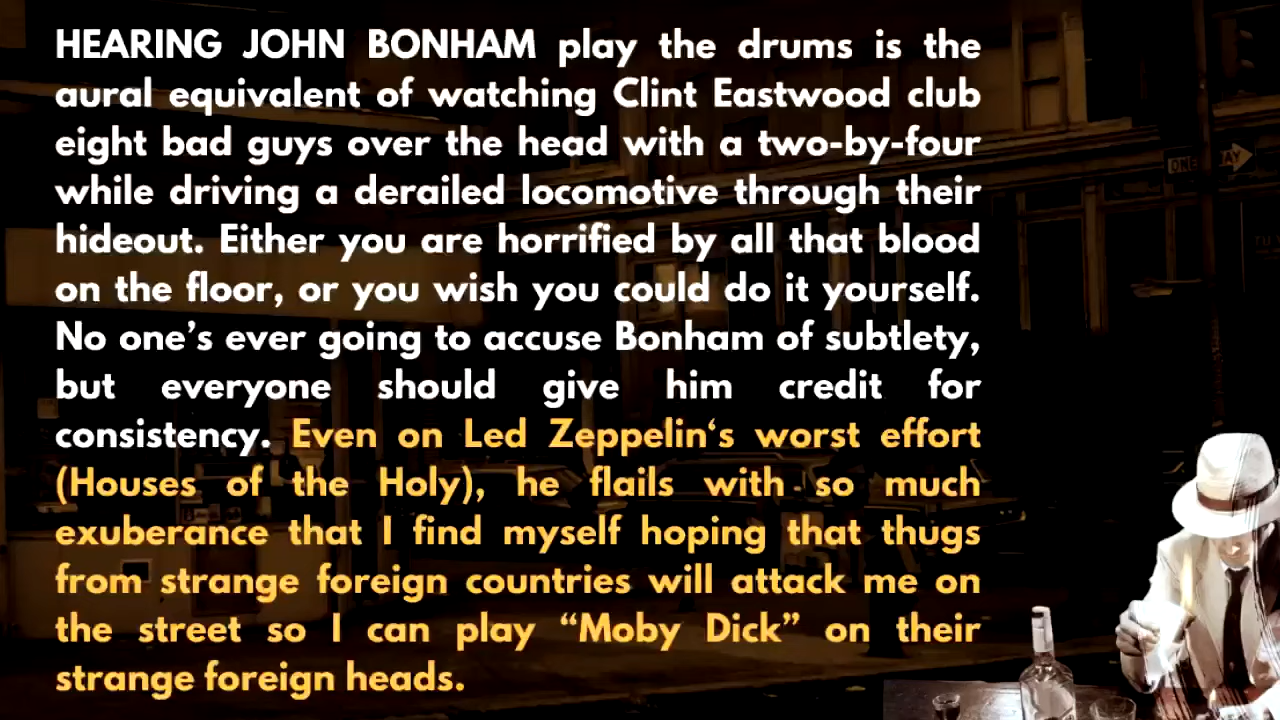 HEARING JOHN BONHAM play the drums is the
aural equivalent of watching Clint Eastwood club
eight bad guys over the head with a two-by-four
while driving a derailed locomotive through their
hideout. Either you are horrified by all that blood
on the floor, or you wish you could do it yourself.
No one’s ever going to accuse Bonham of subtlety,
but everyone should give him credit for
consistency. Even on Led Zeppelin‘s worst effort
(Houses of the Holy), he flails with so much
exuberance that I find myself hoping that thugs
from strange foreign countries will attack me on
the street so I can play “Moby Dick” on their
strange foreign heads.
ONE WAY